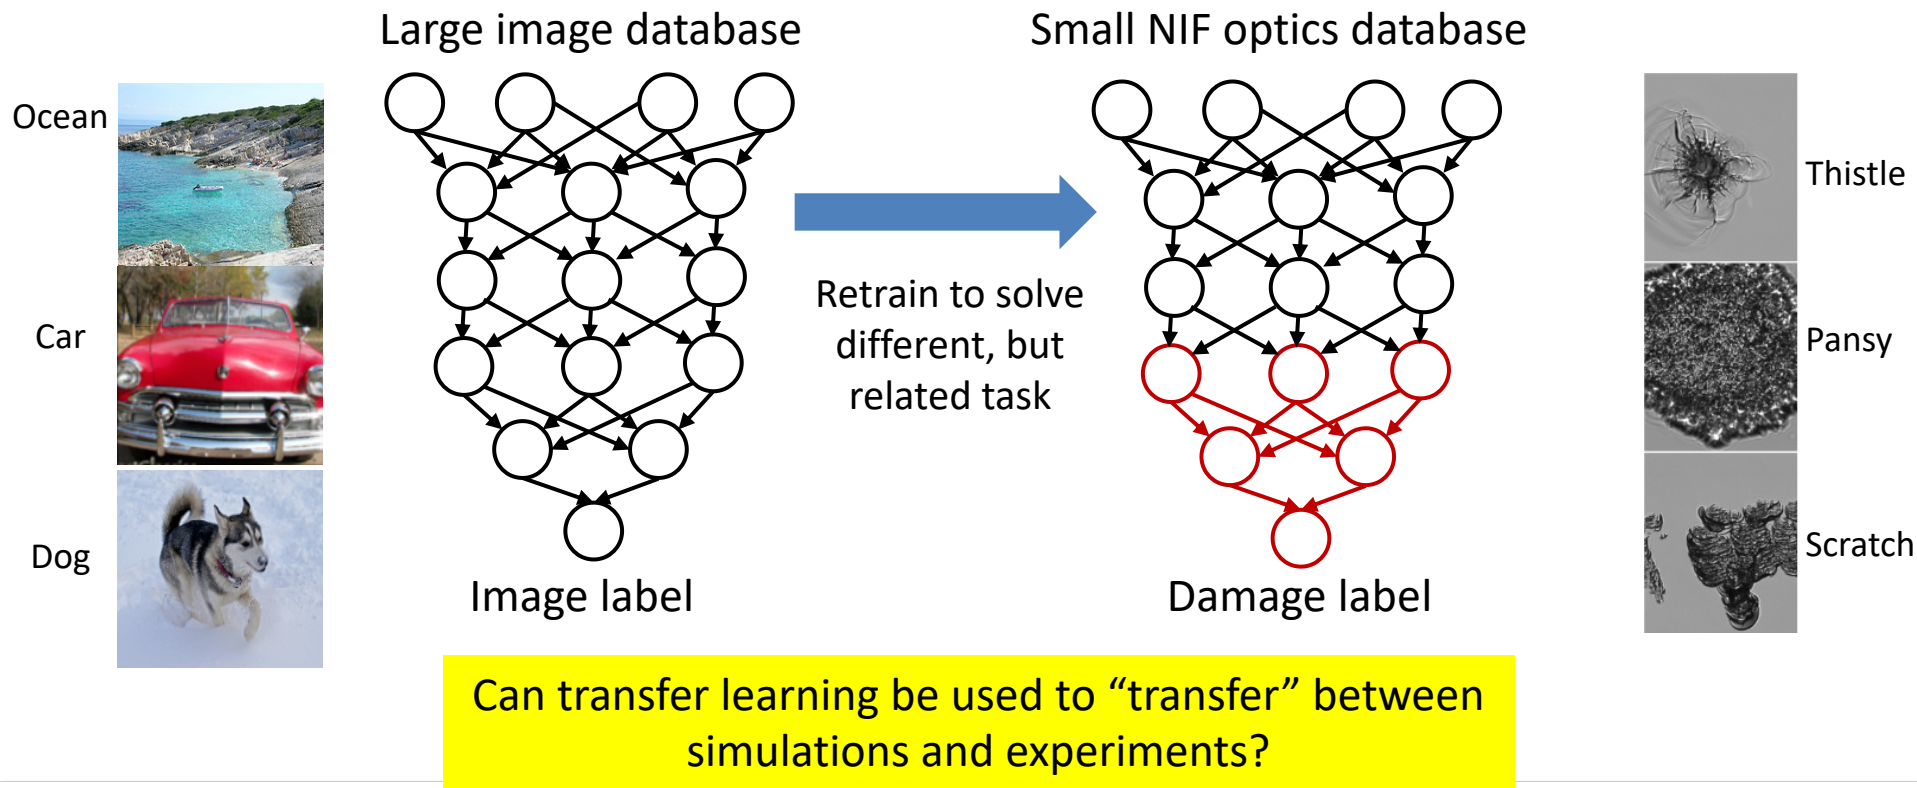 Large image database
Small NIF optics database
Ocean
Car
Dog
Retrain to solve
different, but
related task
Thistle
Pansy
Scratch
Image label
Damage label
Can transfer learning be used to “transfer” between
simulations and experiments?